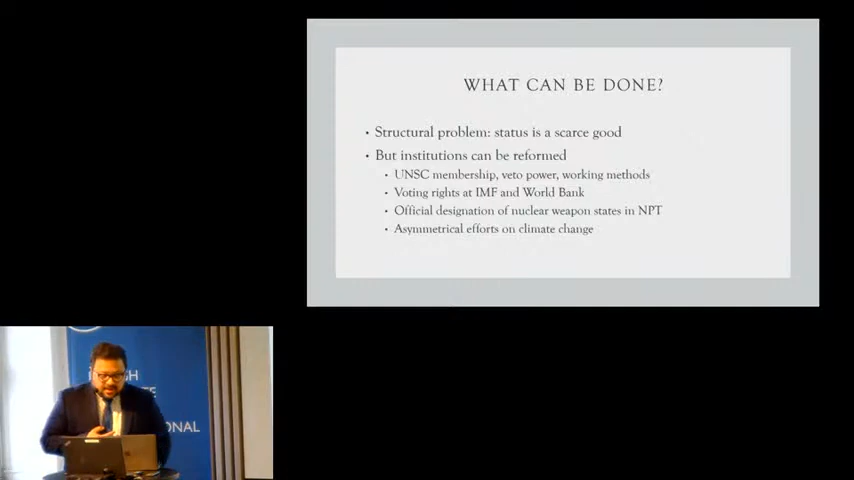 WHAT CAN BE DONE?
• Structural problem: status is a scarce good
• But institutions can be reformed
• UNSC membership, veto power, working methods
• Voting rights at IMF and World Bank
• Official designation of nuclear weapon states in NPT
• Asymmetrical efforts on climate change